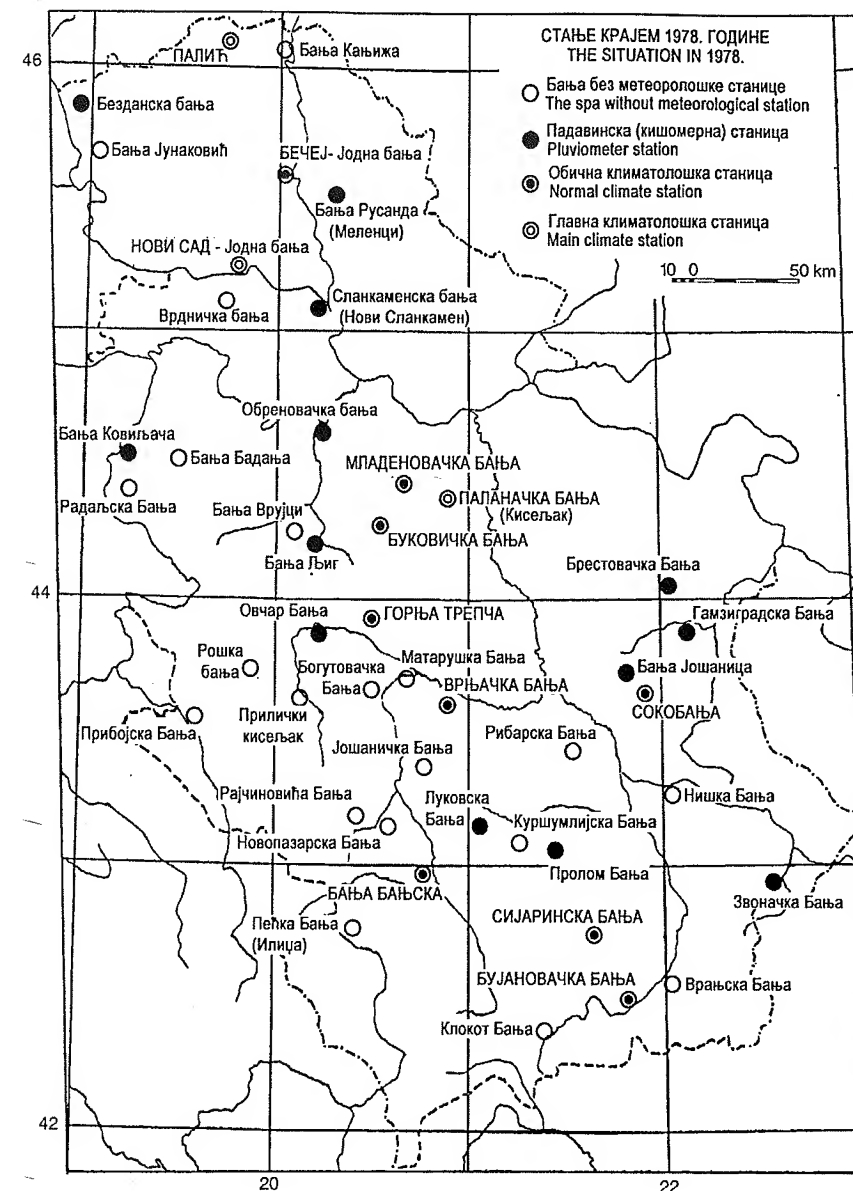 СТАЊЕ КРАЈЕМ 1978. ГОДИНЕ
THE SITUATION IN 1978.
Бања без метеоролошке станице
The spa without meteorological station
Падавинска (кишомерна) станица
Pluviometer station
Обична климатолошка станица
Normal climate station
Главна климатолошка станица
Main climate station
10 0 50 km
46
ПАЛИЋ
Бања Кањижа
Безданска бања
Бања Јунаковић
БЕЧЕЈ- Јодна бања
Бања Русанда
(Меленци)
НОВИ САД - Јодна бања
Врдничка бања
Сланкаменска бања
(Нови Сланкамен)
Обреновачка бања
Бања Ковиљача
Бања Бадања
МЛАДЕНОВАЧКА БАЊА
Радаљска Бања
Бања Врујци
ПАЛАНАЧКА БАЊА
(Кисељак)
БУКОВИЧКА БАЊА
Бања Љиг
Брестовачка Бања
44
Овчар Бања
ГОРЊА ТРЕПЧА
Гамзиградска Бања
Рошка
бања
Богутовачка
Бања
Матарушка Бања
Бања Јошаница
ВРЊАЧКА БАЊА
СОКОБАЊА
Прибојска Бања
Прилички
кисељак
Јошаничка Бања
Рибарска Бања
Рајчиновића Бања
Луковска
Бања
Нишка Бања
Куршумлијска Бања
Новопазарска Бања
Пролом Бања
БАЊА БАЊСКА
Звоначка Бања
Пећка Бања
(Илиџа)
СИЈАРИНСКА БАЊА
БУЈАНОВАЧКА БАЊА
Врањска Бања
Клокот Бања
42
20
22